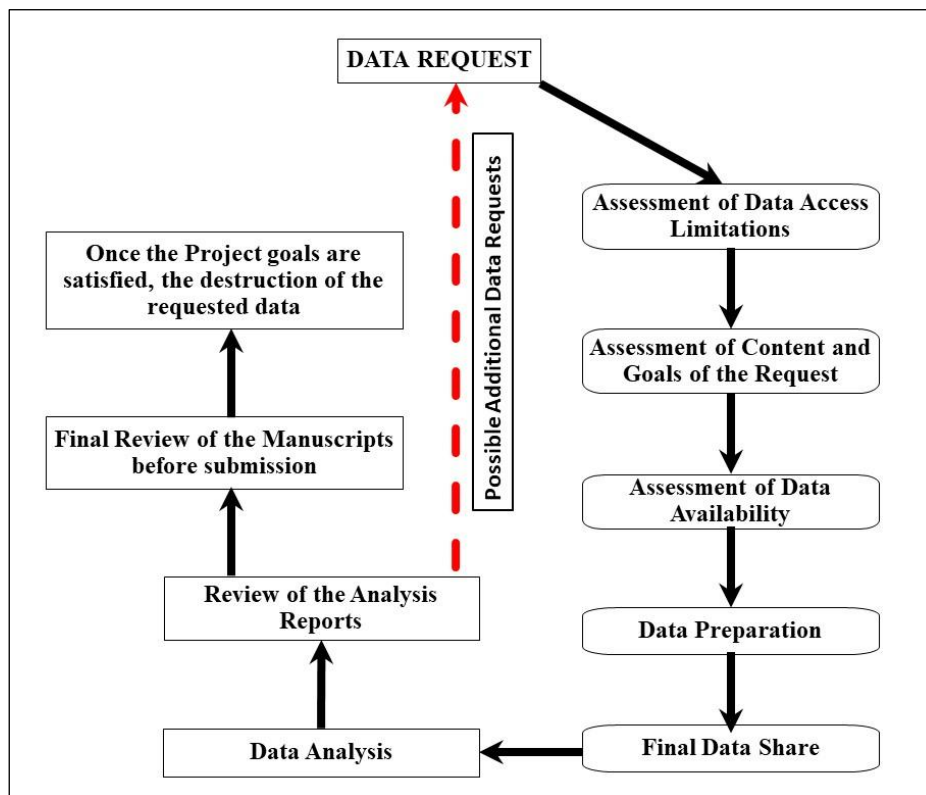 DATA REQUEST
Possible Additional Data Requests
Assessment of Data Access
Limitations
Assessment of Content and
Goals of the Request
Assessment of Data
Availability
Data Preparation
Final Data Share
Data Analysis
Review of the Analysis
Reports
Final Review of the Manuscripts
before submission
Once the Project goals are
satisfied, the destruction of the
requested data